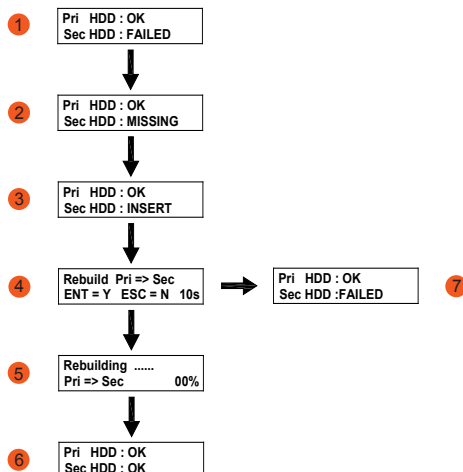 1
Pri HDD : OK
Sec HDD : FAILED
2
Pri HDD : OK
Sec HDD : MISSING
3
Pri HDD : OK
Sec HDD : INSERT
4
Rebuild Pri => Sec
ENT = Y ESC = N 10s
Pri HDD : OK
Sec HDD :FAILED
7
5
Rebuilding ......
Pri => Sec 00%
6
Pri HDD : OK
Sec HDD : OK